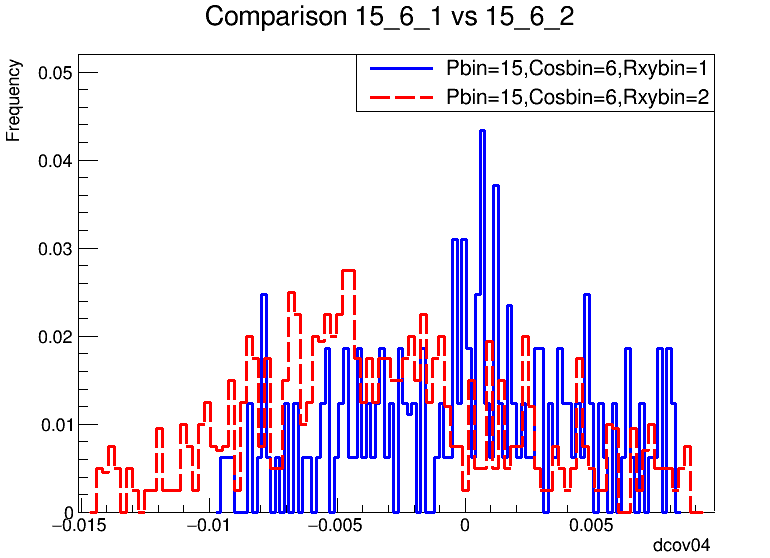 Comparison 15_6_1 vs 15_6_2
Frequency
Pbin=15,Cosbin=6,Rxybin=1
Pbin=15,Cosbin=6,Rxybin=2
0.05
0.04
0.03
0.02
0.01
0
−0.015
−0.01
−0.005
0
0.005
dcov04